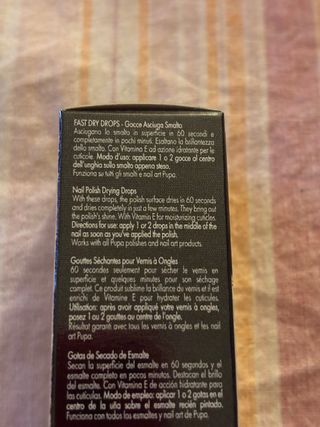 FAST DRY DROPS - Gocce Asciuga Smalto
Asciugano lo smalto in superficie in 60 secondi e
completamente in pochi minuti. Esaltano la brillantezza
dello smalto. Con Vitamina E ad azione idratante per le
cuticole. Modo d'uso: applicare 1 o 2 gocce al centro
dell'unghia sullo smalto appena steso.
Funziona su tutti gli smalti e nail art Pupa.
Nail Polish Drying Drops
With these drops, the polish surface dries in 60 seconds
and dries completely in just a few minutes. They bring out
the polish's shine. With Vitamin E for moisturizing cuticles.
Directions for use: apply 1 or 2 drops in the middle of the
nail as soon as you've applied the polish.
Works with all Pupa polishes and nail art products.
Gouttes Séchantes pour Vernis à Ongles
60 secondes seulement pour sécher le vernis en
superficie et quelques minutes pour son séchage
complet. Ce produit sublime la brillance du vernis et il est
enrichi de Vitamine E pour hydrater les cuticules.
Utilisation: après avoir appliqué votre vernis à ongles,
posez 1 ou 2 gouttes au centre de l'ongle.
Résultat garanti avec tous les vernis à ongles et les nail
art Pupa.
Gotas de Secado de Esmalte
Secan la superficie del esmalte en 60 segundos y el
esmalte completo en pocos minutos. Destacan el brillo
del esmalte. Con Vitamina E de acción hidratante para
las cutículas. Modo de empleo: aplicar 1 o 2 gotas en el
centro de la uña sobre el esmalte recién pintado.
Funciona con todos los esmaltes y nail art de Pupa.